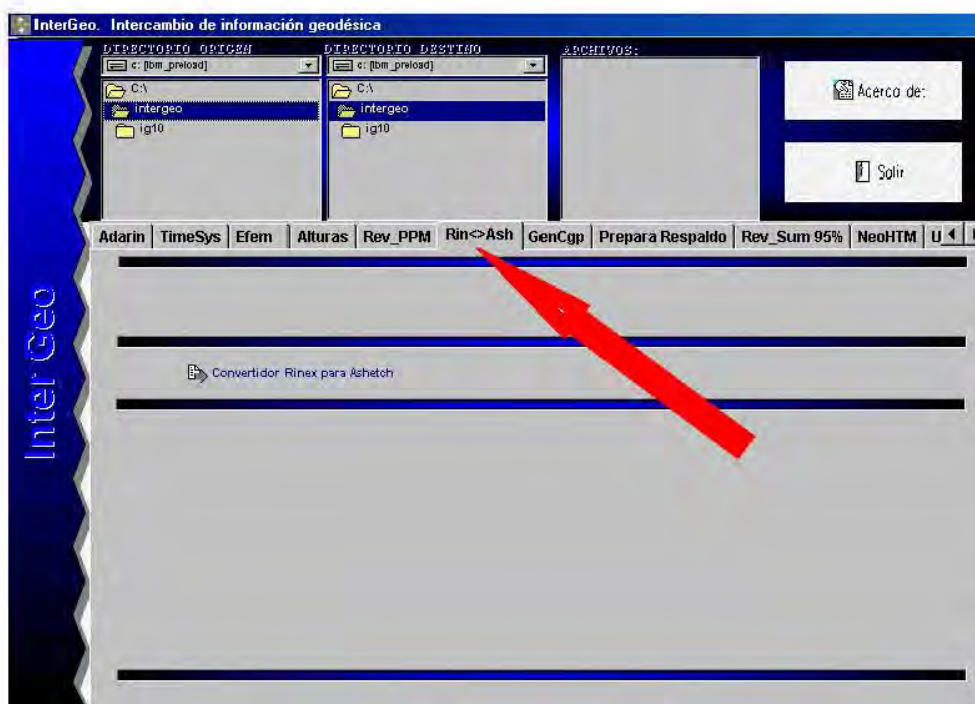 InterGeo. Intercambio de información geodésica
DIRECTORIO ORIGEN
DIRECTORIO DESTINO
ARCHIVOS:
c: [ibm_preload]
c: [ibm_preload]
C:\
C:\
intergeo
intergeo
ig10
ig10
Acerca de:
Salir
Adarin
TimeSys
Efem
Alturas
Rev_PPM
Rin<>Ash
GenCgp
Prepara Respaldo
Rev_Sum 95%
NeoHTM
Convertidor Rinex para Ashetch
Inter Geo